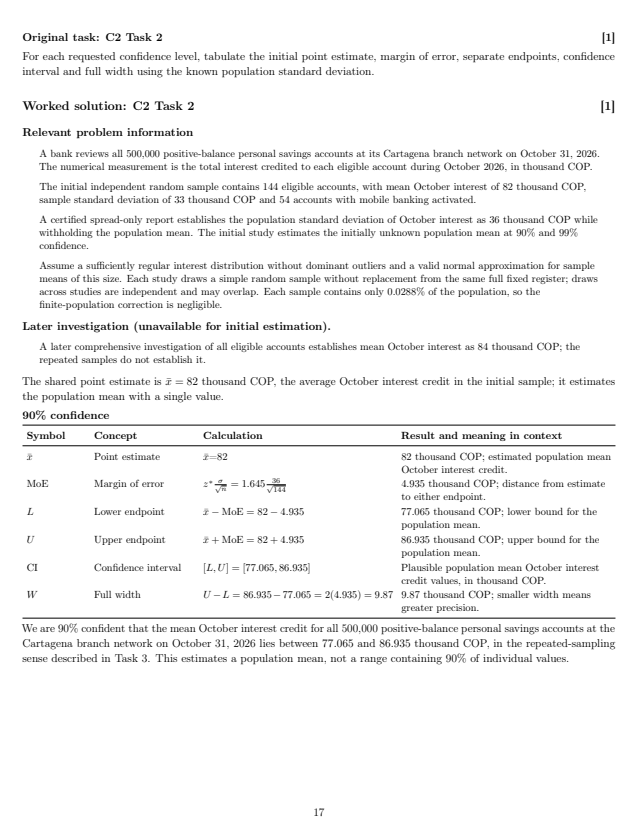 Original task: C2 Task 2 [1]
For each requested confidence level, tabulate the initial point estimate, margin of error, separate endpoints, confidence
interval and full width using the known population standard deviation.
Worked solution: C2 Task 2 [1]
Relevant problem information
A bank reviews all 500,000 positive-balance personal savings accounts at its Cartagena branch network on October 31, 2026.
The numerical measurement is the total interest credited to each eligible account during October 2026, in thousand COP.
The initial independent random sample contains 144 eligible accounts, with mean October interest of 82 thousand COP,
sample standard deviation of 33 thousand COP and 54 accounts with mobile banking activated.
A certified spread-only report establishes the population standard deviation of October interest as 36 thousand COP while
withholding the population mean. The initial study estimates the initially unknown population mean at 90% and 99%
confidence.
Assume a sufficiently regular interest distribution without dominant outliers and a valid normal approximation for sample
means of this size. Each study draws a simple random sample without replacement from the same full fixed register; draws
across studies are independent and may overlap. Each sample contains only 0.0288% of the population, so the
finite-population correction is negligible.
Later investigation (unavailable for initial estimation).
A later comprehensive investigation of all eligible accounts establishes mean October interest as 84 thousand COP; the
repeated samples do not establish it.
The shared point estimate is x̄ = 82 thousand COP, the average October interest credit in the initial sample; it estimates
the population mean with a single value.
90% confidence
Symbol Concept Calculation Result and meaning in context
x̄ Point estimate x̄=82 82 thousand COP; estimated population mean
October interest credit.
MoE Margin of error z* σ/√n = 1.645 36/√144 4.935 thousand COP; distance from estimate
to either endpoint.
L Lower endpoint x̄ − MoE = 82 − 4.935 77.065 thousand COP; lower bound for the
population mean.
U Upper endpoint x̄ + MoE = 82 + 4.935 86.935 thousand COP; upper bound for the
population mean.
CI Confidence interval [L, U] = [77.065, 86.935] Plausible population mean October interest
credit values, in thousand COP.
W Full width U − L = 86.935 − 77.065 = 2(4.935) = 9.87 9.87 thousand COP; smaller width means
greater precision.
We are 90% confident that the mean October interest credit for all 500,000 positive-balance personal savings accounts at the
Cartagena branch network on October 31, 2026 lies between 77.065 and 86.935 thousand COP, in the repeated-sampling
sense described in Task 3. This estimates a population mean, not a range containing 90% of individual values.
17